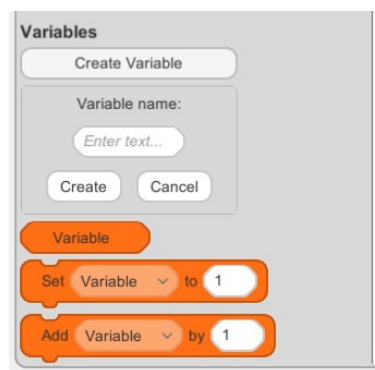 Variables
Create Variable
Variable name:
Enter text...
Create Cancel
Variable
Set Variable to 1
Add Variable by 1